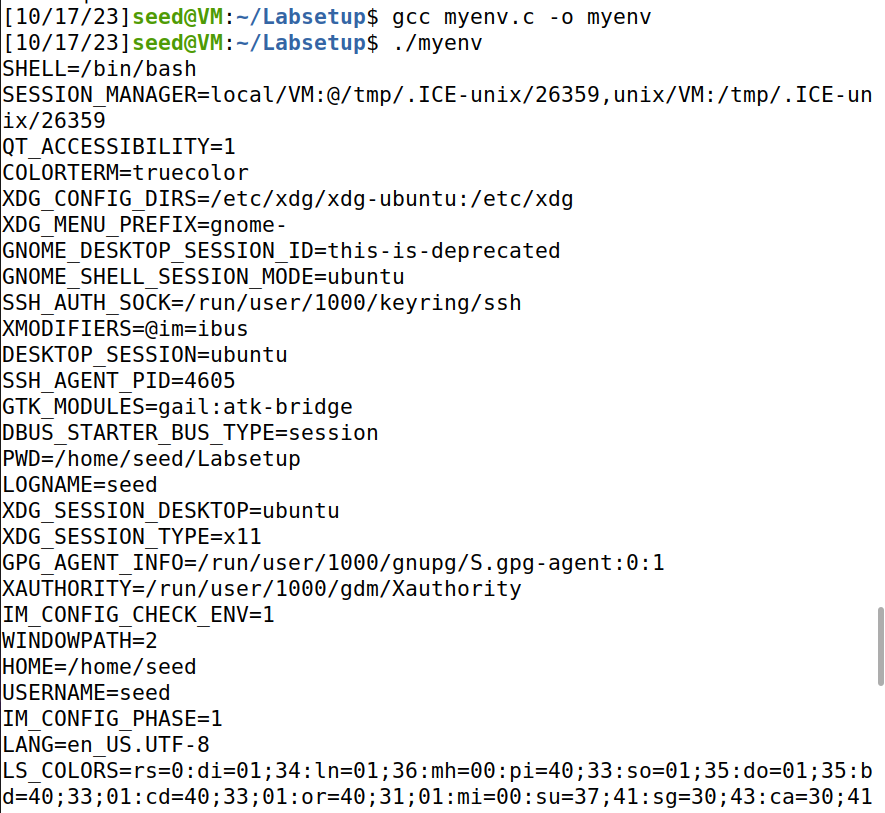 [10/17/23]seed@VM:~/Labsetup$ gcc myenv.c -o myenv
[10/17/23]seed@VM:~/Labsetup$ ./myenv
SHELL=/bin/bash
SESSION_MANAGER=local/VM:@/tmp/.ICE-unix/26359,unix/VM:/tmp/.ICE-un
ix/26359
QT_ACCESSIBILITY=1
COLORTERM=truecolor
XDG_CONFIG_DIRS=/etc/xdg/xdg-ubuntu:/etc/xdg
XDG_MENU_PREFIX=gnome-
GNOME_DESKTOP_SESSION_ID=this-is-deprecated
GNOME_SHELL_SESSION_MODE=ubuntu
SSH_AUTH_SOCK=/run/user/1000/keyring/ssh
XMODIFIERS=@im=ibus
DESKTOP_SESSION=ubuntu
SSH_AGENT_PID=4605
GTK_MODULES=gail:atk-bridge
DBUS_STARTER_BUS_TYPE=session
PWD=/home/seed/Labsetup
LOGNAME=seed
XDG_SESSION_DESKTOP=ubuntu
XDG_SESSION_TYPE=x11
GPG_AGENT_INFO=/run/user/1000/gnupg/S.gpg-agent:0:1
XAUTHORITY=/run/user/1000/gdm/Xauthority
IM_CONFIG_CHECK_ENV=1
WINDOWPATH=2
HOME=/home/seed
USERNAME=seed
IM_CONFIG_PHASE=1
LANG=en_US.UTF-8
LS_COLORS=rs=0:di=01;34:ln=01;36:mh=00:pi=40;33:so=01;35:do=01;35:b
d=40;33;01:cd=40;33;01:or=40;31;01:mi=00:su=37;41:sg=30;43:ca=30;41